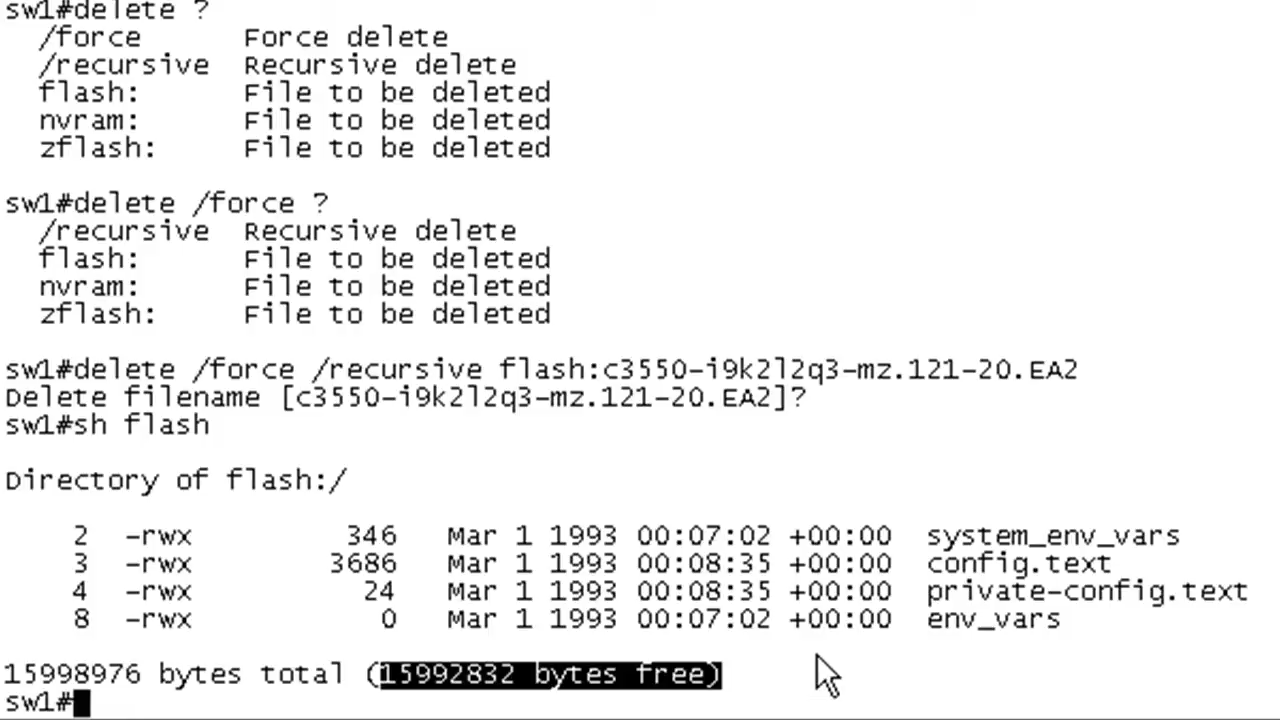 sw1#delete ?
/force Force delete
/recursive Recursive delete
flash: File to be deleted
nvram: File to be deleted
zflash: File to be deleted
sw1#delete /force ?
/recursive Recursive delete
flash: File to be deleted
nvram: File to be deleted
zflash: File to be deleted
sw1#delete /force /recursive flash:c3550-i9k2l2q3-mz.121-20.EA2
Delete filename [c3550-i9k2l2q3-mz.121-20.EA2]?
sw1#sh flash
Directory of flash:/
2 -rwx 346 Mar 1 1993 00:07:02 +00:00 system_env_vars
3 -rwx 3686 Mar 1 1993 00:08:35 +00:00 config.text
4 -rwx 24 Mar 1 1993 00:08:35 +00:00 private-config.text
8 -rwx 0 Mar 1 1993 00:07:02 +00:00 env_vars
15998976 bytes total (15992832 bytes free)
sw1#